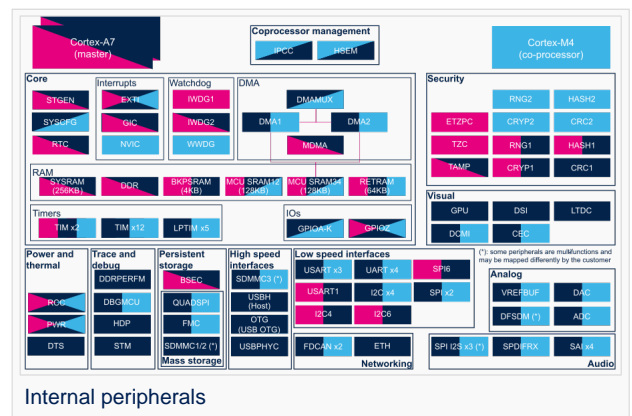 Cortex-A7
(master)
Coprocessor management
IPCC
HSEM
Cortex-M4
(co-processor)
Core
STGEN
SYSCFG
RTC
Interrupts
EXTI
GIC
NVIC
Watchdog
IWDG1
IWDG2
WWDG
DMA
DMAMUX
DMA1
DMA2
MDMA
RAM
SYSRAM
(256KB)
DDR
BKPSRAM
(4KB)
MCU SRAM12
(128KB)
MCU SRAM34
(128KB)
RETRAM
(64KB)
Timers
TIM x2
TIM x12
LPTIM x5
IOs
GPIOA-K
GPIOZ
Security
RNG2
HASH2
ETZPC
CRYP2
CRC2
TZC
RNG1
HASH1
TAMP
CRYP1
CRC1
Visual
GPU
DSI
LTDC
DCMI
CEC
(*): some peripherals are multifunctions and
may be mapped differently by the customer
Power and
thermal
RCC
PWR
DTS
Trace and
debug
DDRPERFM
DBGMCU
HDP
STM
Persistent
storage
BSEC
QUADSPI
FMC
SDMMC1/2 (*)
Mass storage
High speed
interfaces
SDMMC3 (*)
USBH
(Host)
OTG
(USB OTG)
USBPHYC
Low speed interfaces
USART x3
UART x4
SPI6
USART1
I2C x4
SPI x2
I2C4
I2C6
FDCAN x2
ETH
Networking
Analog
VREFBUF
DAC
DFSDM (*)
ADC
SPI I2S x3 (*)
SPDIFRX
SAI x4
Audio
Internal peripherals